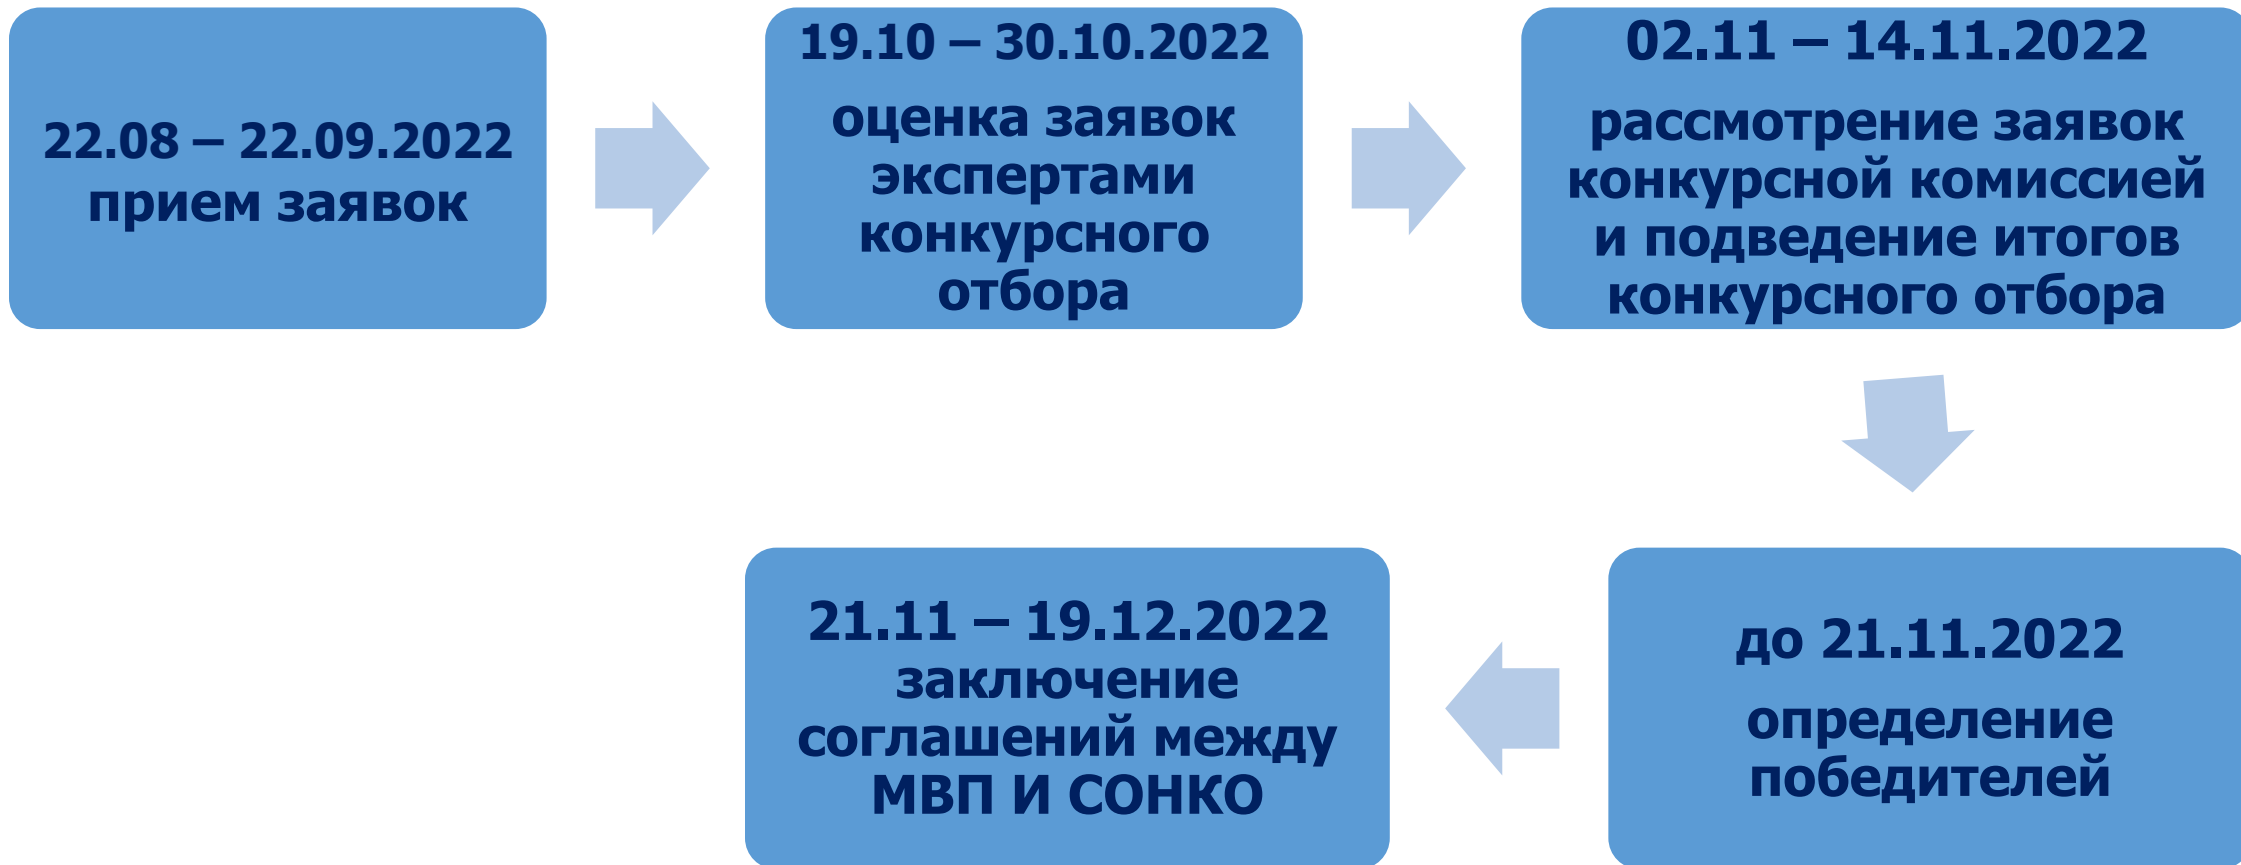 22.08 – 22.09.2022
прием заявок
19.10 – 30.10.2022
оценка заявок
экспертами
конкурсного
отбора
02.11 – 14.11.2022
рассмотрение заявок
конкурсной комиссией
и подведение итогов
конкурсного отбора
до 21.11.2022
определение
победителей
21.11 – 19.12.2022
заключение
соглашений между
МВП И СОНКО